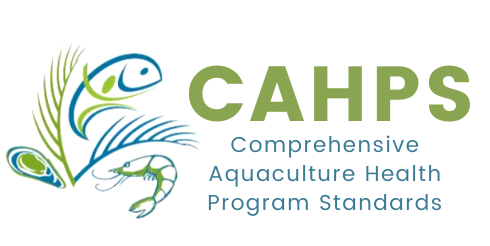 CAHPS
Comprehensive
Aquaculture Health
Program Standards